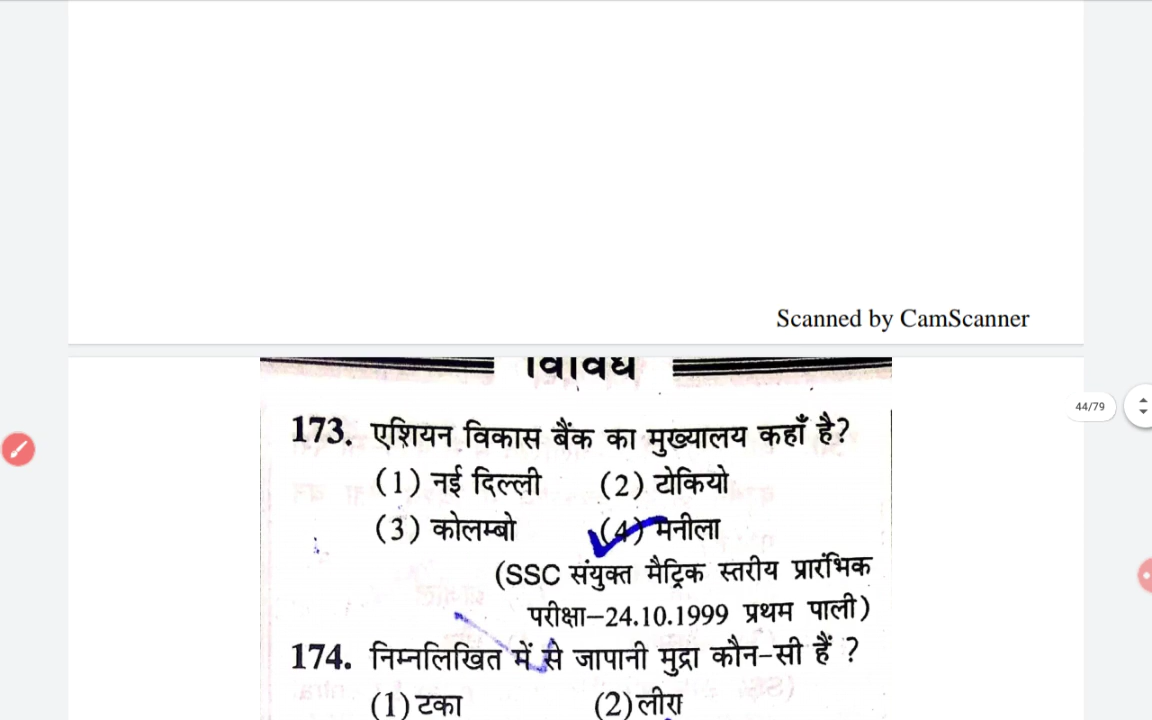 Scanned by CamScanner
विविध
44/79
173. एशियन विकास बैंक का मुख्यालय कहाँ है?
(1) नई दिल्ली (2) टोकियो
(3) कोलम्बो (4) मनीला
(SSC संयुक्त मैट्रिक स्तरीय प्रारंभिक
परीक्षा–24.10.1999 प्रथम पाली)
174. निम्नलिखित में से जापानी मुद्रा कौन-सी हैं ?
(1) टका (2) लीरा